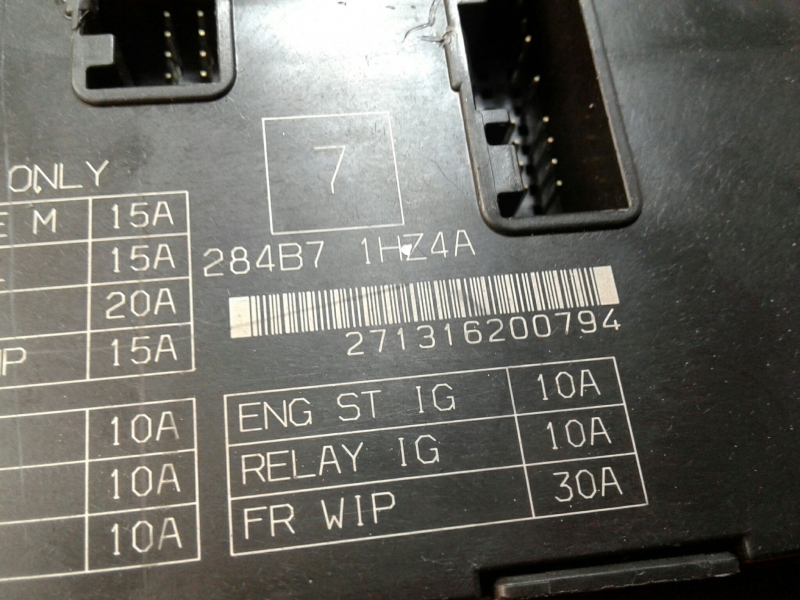 ONLY
E M 15A
15A
20A
MP 15A
10A
10A
10A
7
284B7 1HZ4A
271316200794
ENG ST IG 10A
RELAY IG 10A
FR WIP 30A